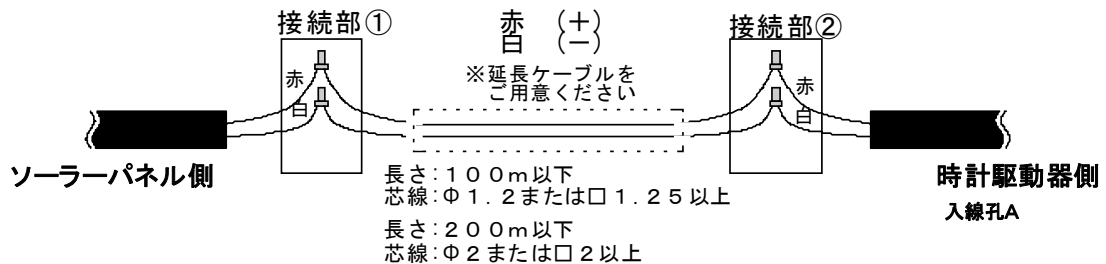 接続部①
赤 (+)
白 (−)
接続部②
※延長ケーブルを
ご用意ください
赤
白
赤
白
ソーラーパネル側
時計駆動器側
入線孔A
長さ:100m以下
芯線:Φ1.2または□1.25以上
長さ:200m以下
芯線:Φ2または□2以上